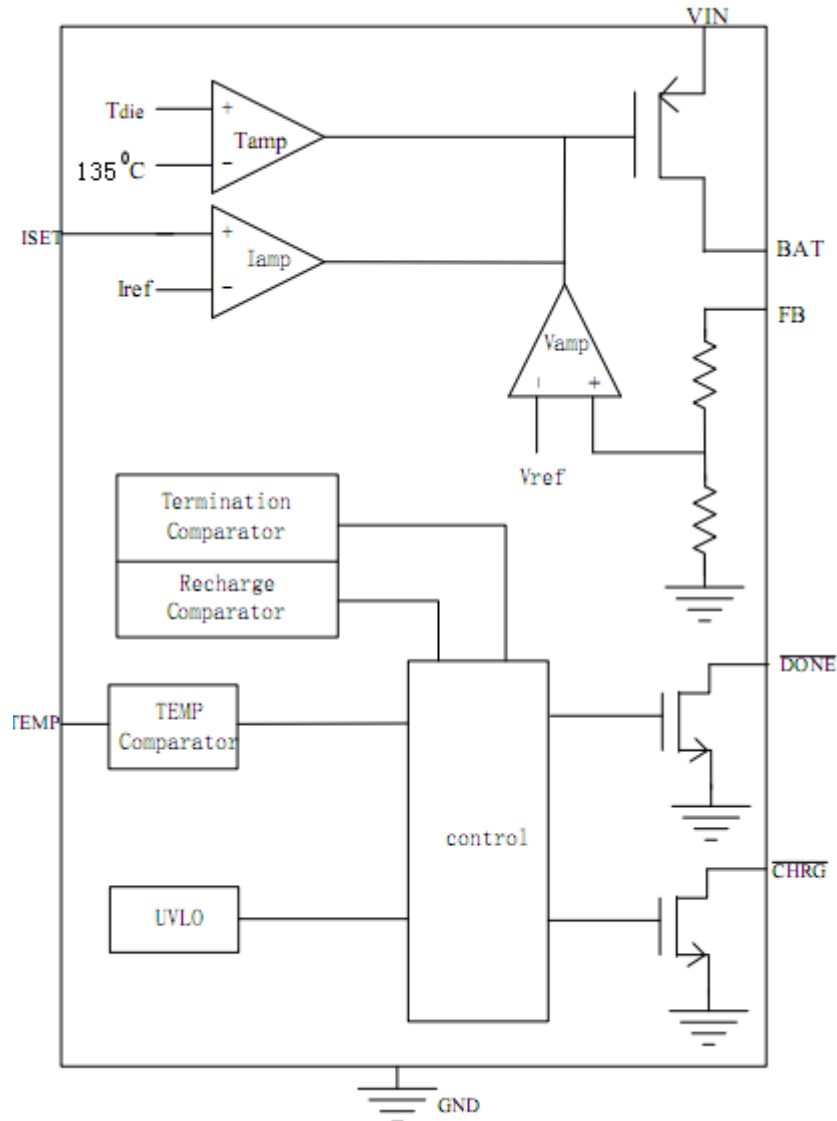 VIN
Tdie
+
Tamp
135⁰C
−
ISET
+
Iamp
BAT
Iref
−
FB
Vamp
−
+
Vref
Termination
Comparator
Recharge
Comparator
DONE
TEMP
TEMP
Comparator
control
CHRG
UVLO
GND